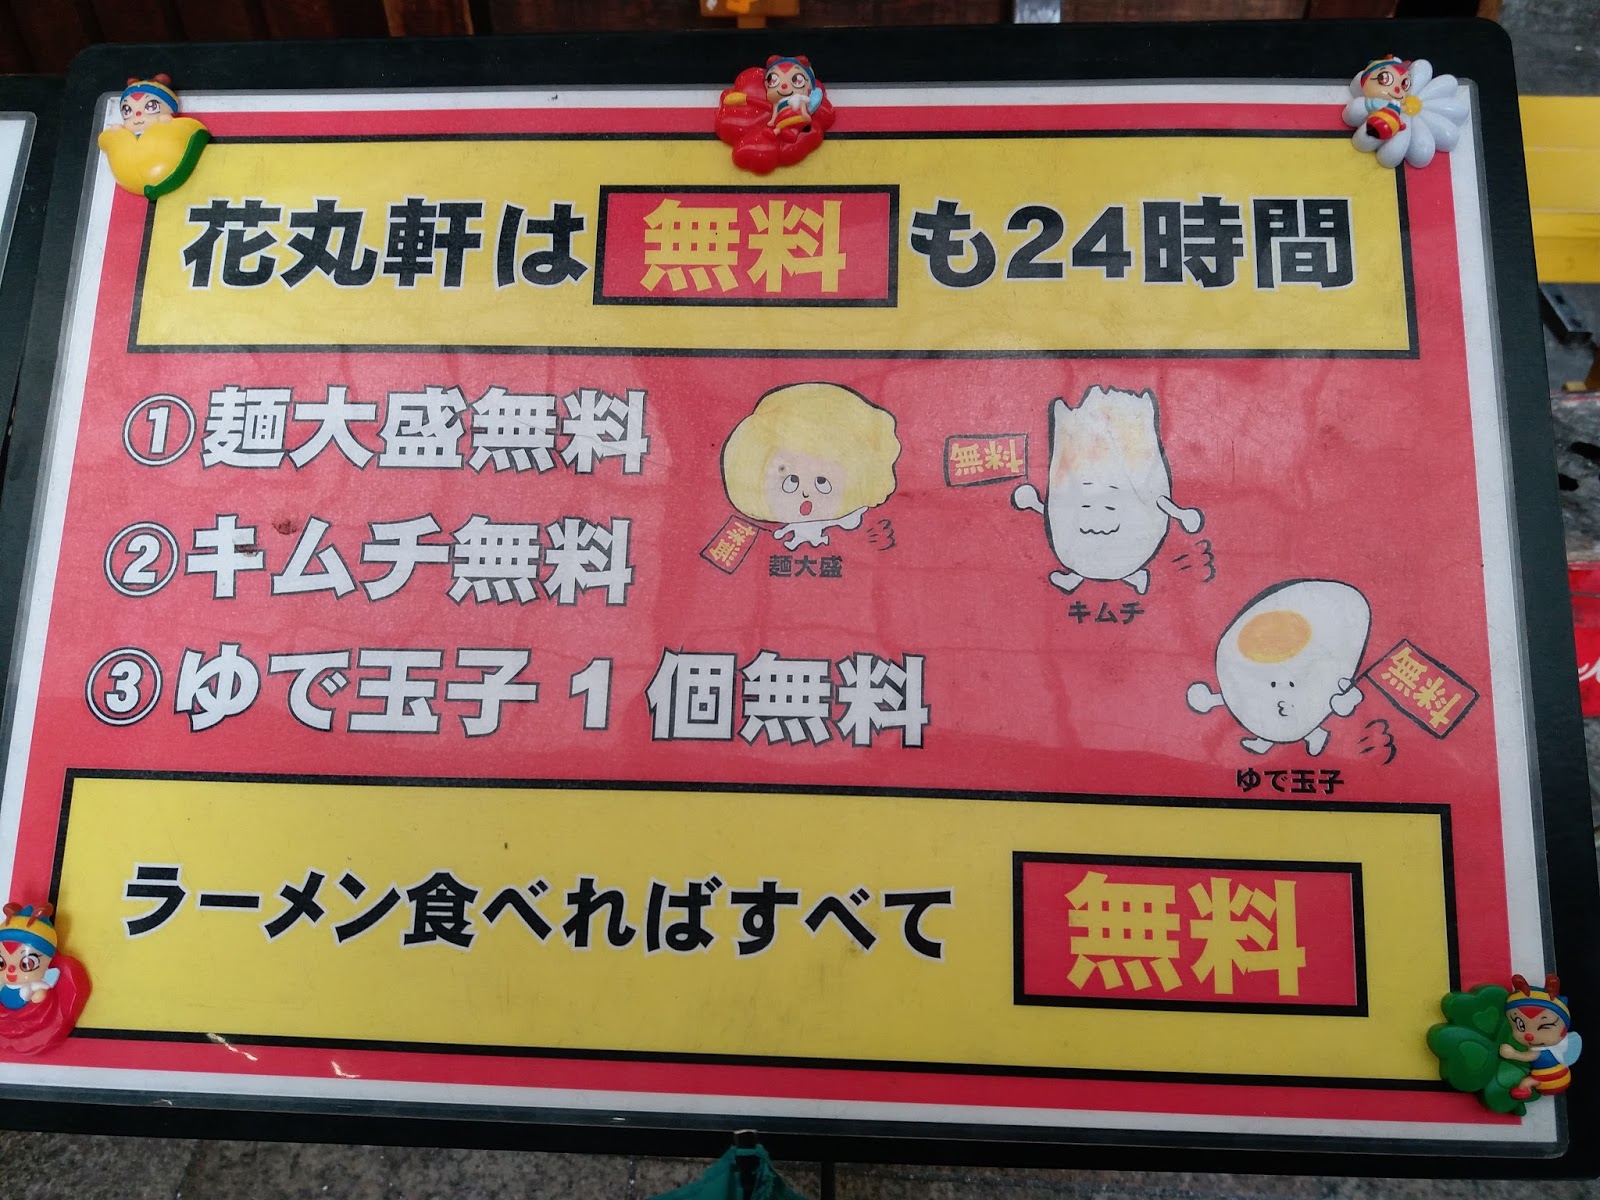 花丸軒は無料も24時間
①麺大盛無料
②キムチ無料
③ゆで玉子1個無料
無料
麺大盛
無料
キムチ
無料
ゆで玉子
ラーメン食べればすべて無料